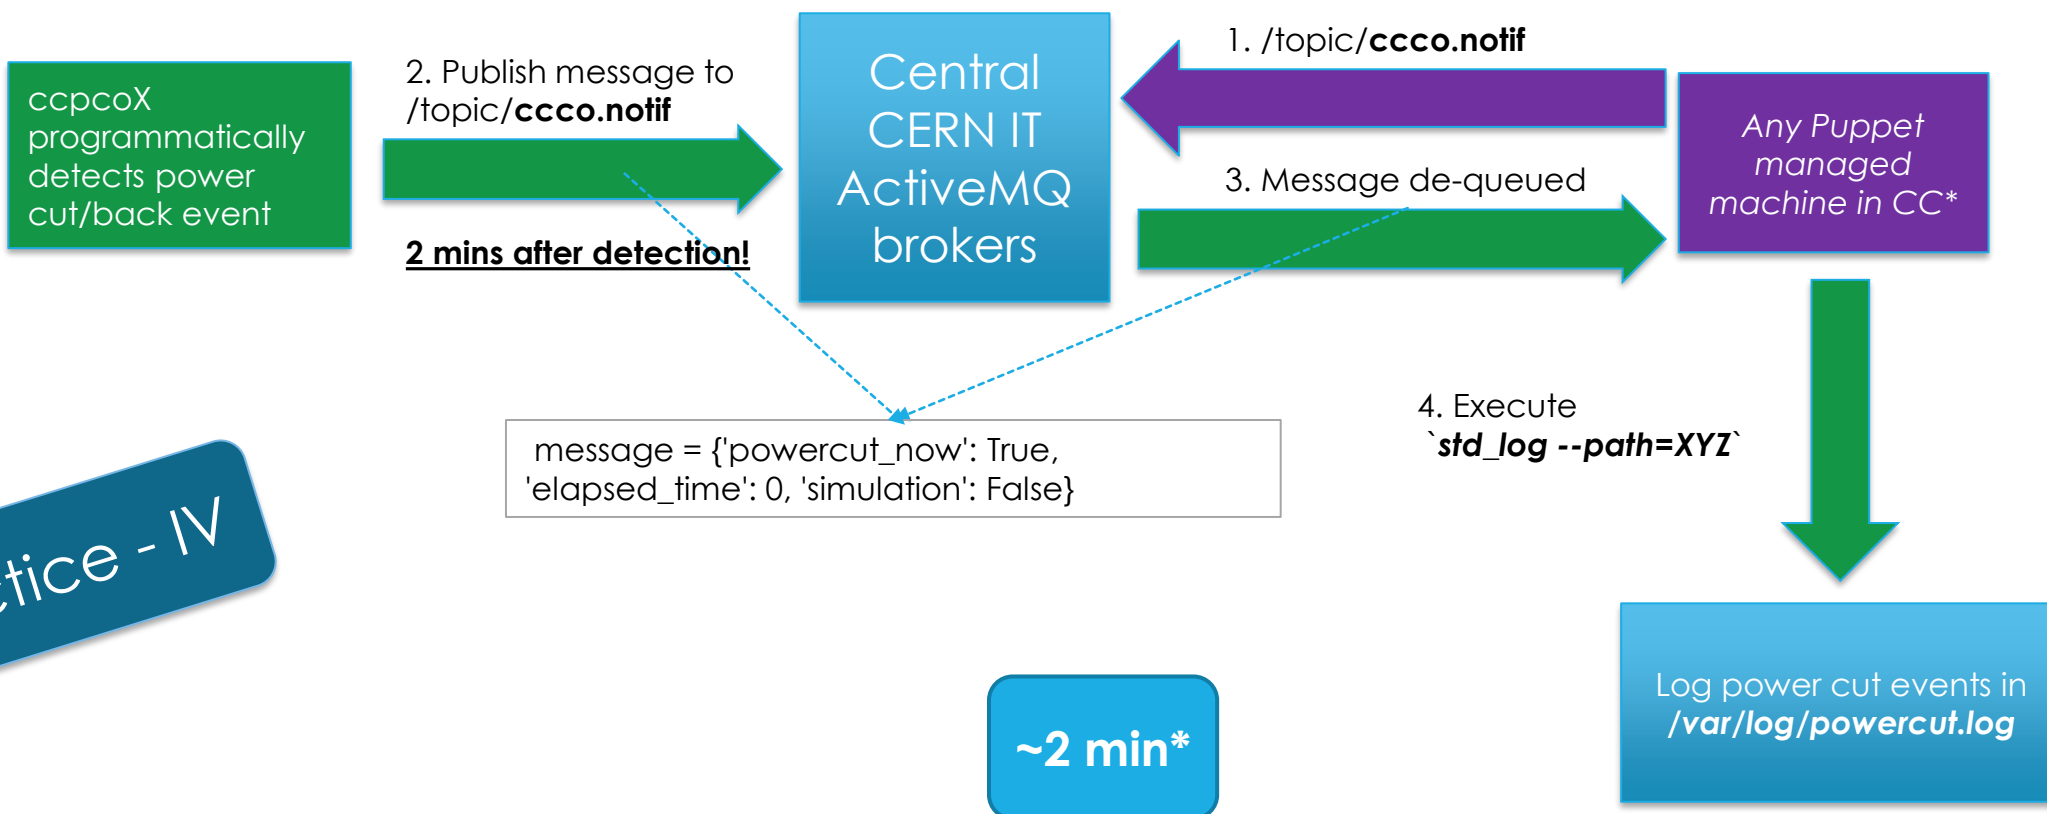 ccpcoX
programmatically
detects power
cut/back event
2. Publish message to
/topic/ccco.notif
2 mins after detection!
Central
CERN IT
ActiveMQ
brokers
1. /topic/ccco.notif
3. Message de-queued
Any Puppet
managed
machine in CC*
message = {'powercut_now': True,
'elapsed_time': 0, 'simulation': False}
4. Execute
`std_log --path=XYZ`
tice - IV
~2 min*
Log power cut events in
/var/log/powercut.log